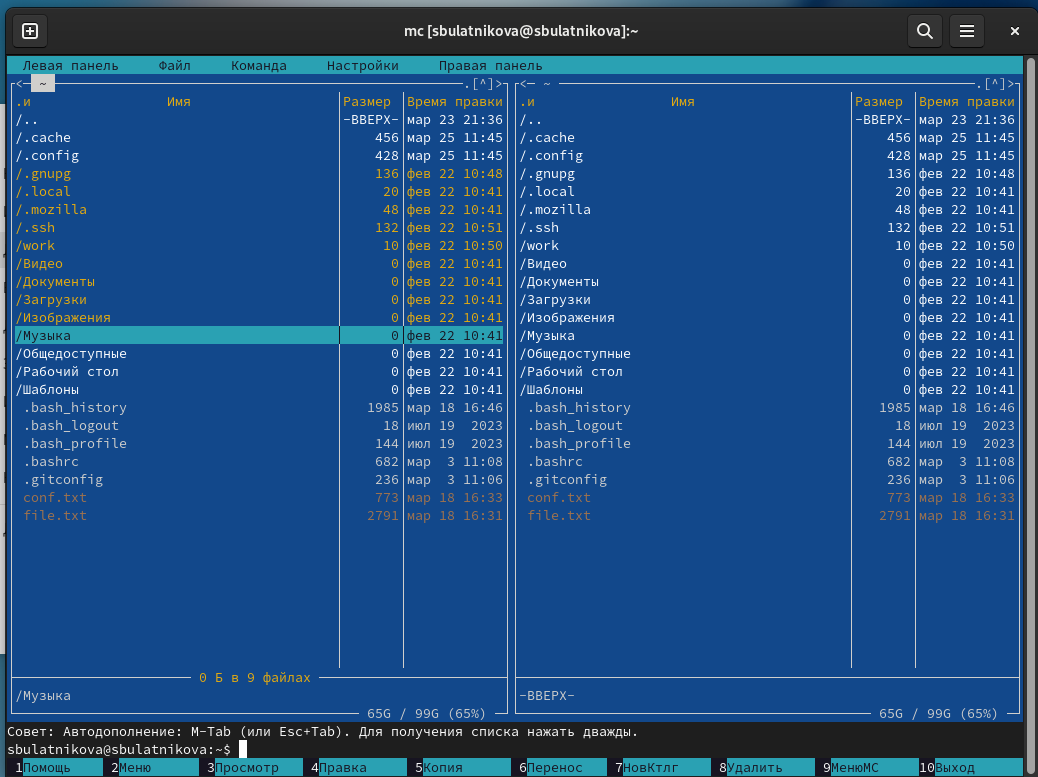 mc [sbulatnikova@sbulatnikova]:~
Левая панель Файл Команда Настройки Правая панель
<─ ~ .[^]> <─ ~ .[^]>
.и Имя Размер Время правки .и Имя Размер Время правки
/.. -ВВЕРХ- мар 23 21:36 /.. -ВВЕРХ- мар 23 21:36
/.cache 456 мар 25 11:45 /.cache 456 мар 25 11:45
/.config 428 мар 25 11:45 /.config 428 мар 25 11:45
/.gnupg 136 фев 22 10:48 /.gnupg 136 фев 22 10:48
/.local 20 фев 22 10:41 /.local 20 фев 22 10:41
/.mozilla 48 фев 22 10:41 /.mozilla 48 фев 22 10:41
/.ssh 132 фев 22 10:51 /.ssh 132 фев 22 10:51
/work 10 фев 22 10:50 /work 10 фев 22 10:50
/Видео 0 фев 22 10:41 /Видео 0 фев 22 10:41
/Документы 0 фев 22 10:41 /Документы 0 фев 22 10:41
/Загрузки 0 фев 22 10:41 /Загрузки 0 фев 22 10:41
/Изображения 0 фев 22 10:41 /Изображения 0 фев 22 10:41
/Музыка 0 фев 22 10:41 /Музыка 0 фев 22 10:41
/Общедоступные 0 фев 22 10:41 /Общедоступные 0 фев 22 10:41
/Рабочий стол 0 фев 22 10:41 /Рабочий стол 0 фев 22 10:41
/Шаблоны 0 фев 22 10:41 /Шаблоны 0 фев 22 10:41
.bash_history 1985 мар 18 16:46 .bash_history 1985 мар 18 16:46
.bash_logout 18 июл 19 2023 .bash_logout 18 июл 19 2023
.bash_profile 144 июл 19 2023 .bash_profile 144 июл 19 2023
.bashrc 682 мар 3 11:08 .bashrc 682 мар 3 11:08
.gitconfig 236 мар 3 11:06 .gitconfig 236 мар 3 11:06
conf.txt 773 мар 18 16:33 conf.txt 773 мар 18 16:33
file.txt 2791 мар 18 16:31 file.txt 2791 мар 18 16:31
0 Б в 9 файлах
/Музыка -ВВЕРХ-
65G / 99G (65%) 65G / 99G (65%)
Совет: Автодополнение: M-Tab (или Esc+Tab). Для получения списка нажать дважды.
sbulatnikova@sbulatnikova:~$
1Помощь 2Меню 3Просмотр 4Правка 5Копия 6Перенос 7НовКтлг 8Удалить 9МенюMC 10Выход